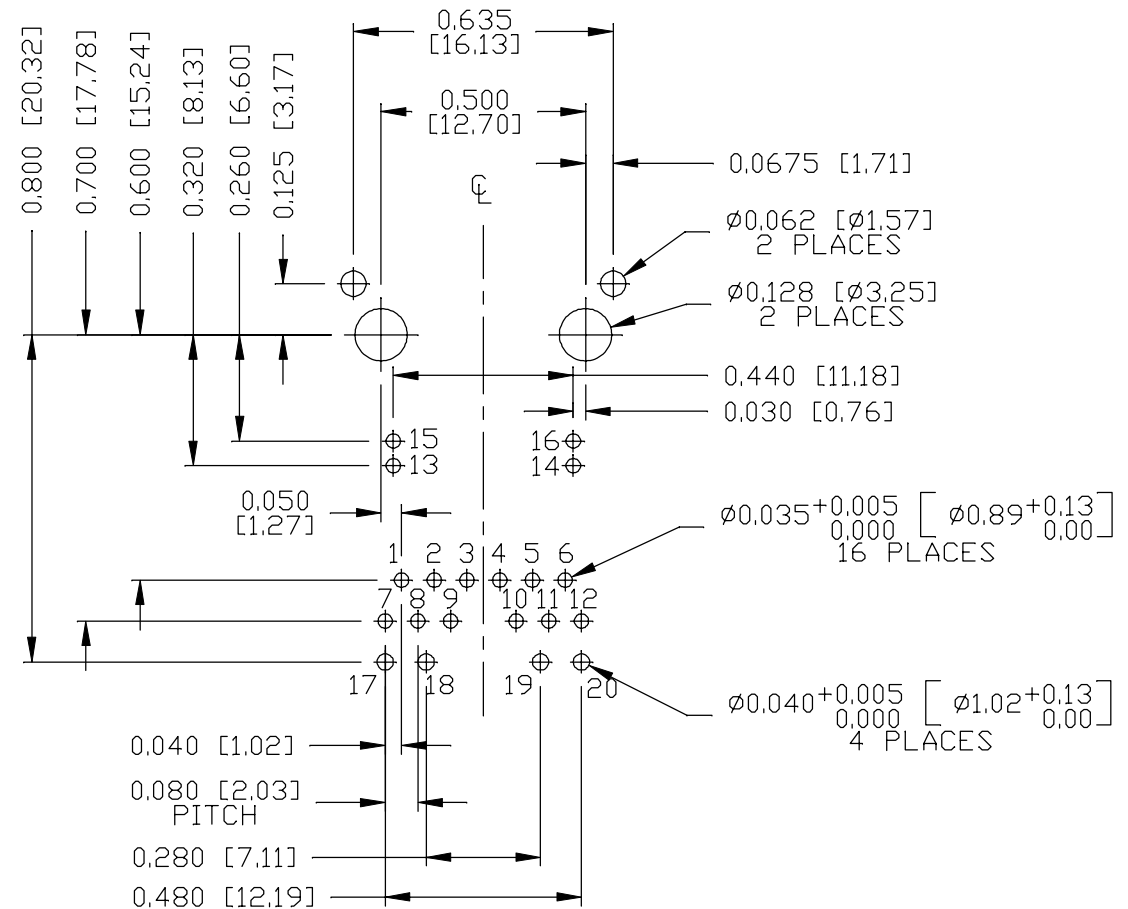 0.635
[16.13]
0.800 [20.32]
0.700 [17.78]
0.600 [15.24]
0.320 [8.13]
0.260 [6.60]
0.125 [3.17]
0.500
[12.70]
0.0675 [1.71]
℄
Ø0.062 [Ø1.57]
2 PLACES
Ø0.128 [Ø3.25]
2 PLACES
0.440 [11.18]
0.030 [0.76]
15 16
13 14
0.050
[1.27]
Ø0.035+0.005 [Ø0.89+0.13]
0.000 0.00
16 PLACES
1 2 3 4 5 6
7 8 9 10 11 12
17 18 19 20
Ø0.040+0.005 [Ø1.02+0.13]
0.000 0.00
4 PLACES
0.040 [1.02]
0.080 [2.03]
PITCH
0.280 [7.11]
0.480 [12.19]